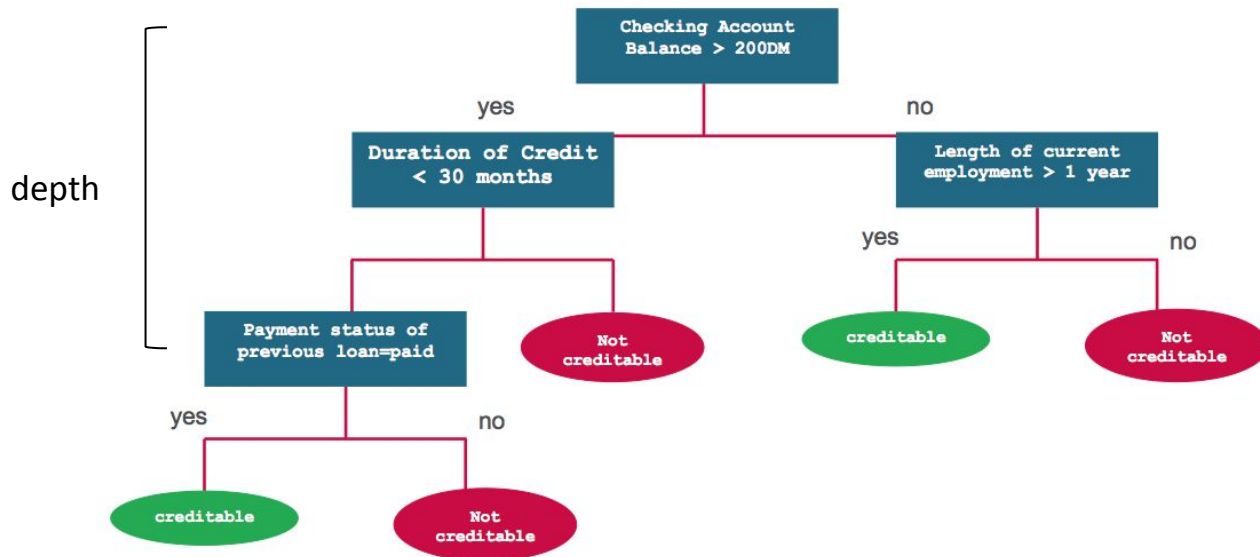 Checking Account
Balance > 200DM
yes
no
Duration of Credit
< 30 months
Length of current
employment > 1 year
depth
yes
no
Payment status of
previous loan=paid
Not
creditable
creditable
Not
creditable
yes
no
creditable
Not
creditable